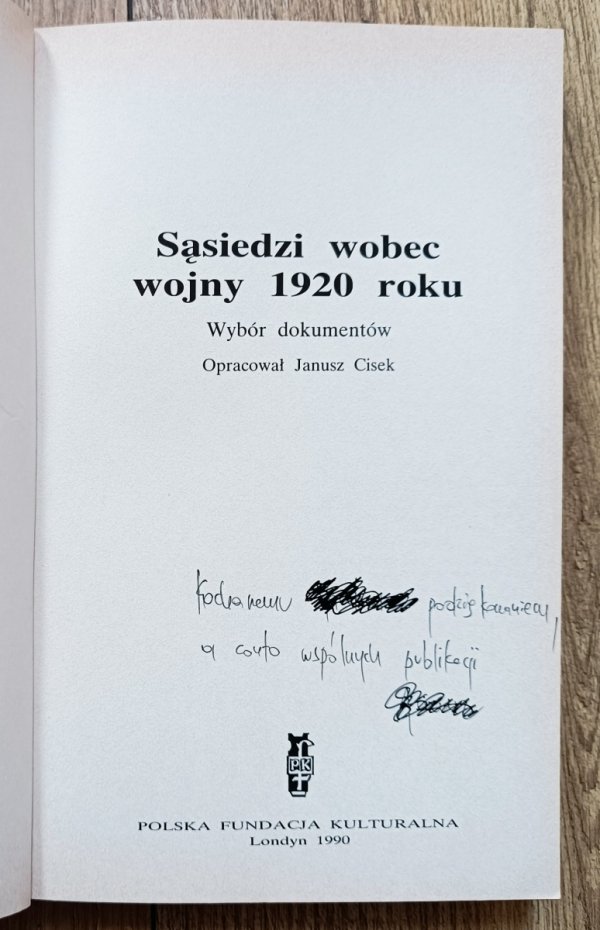 Sąsiedzi wobec
wojny 1920 roku
Wybór dokumentów
Opracował Janusz Cisek
Kochanemu z podziękowaniem,
a conto wspólnych publikacji
PFK
POLSKA FUNDACJA KULTURALNA
Londyn 1990